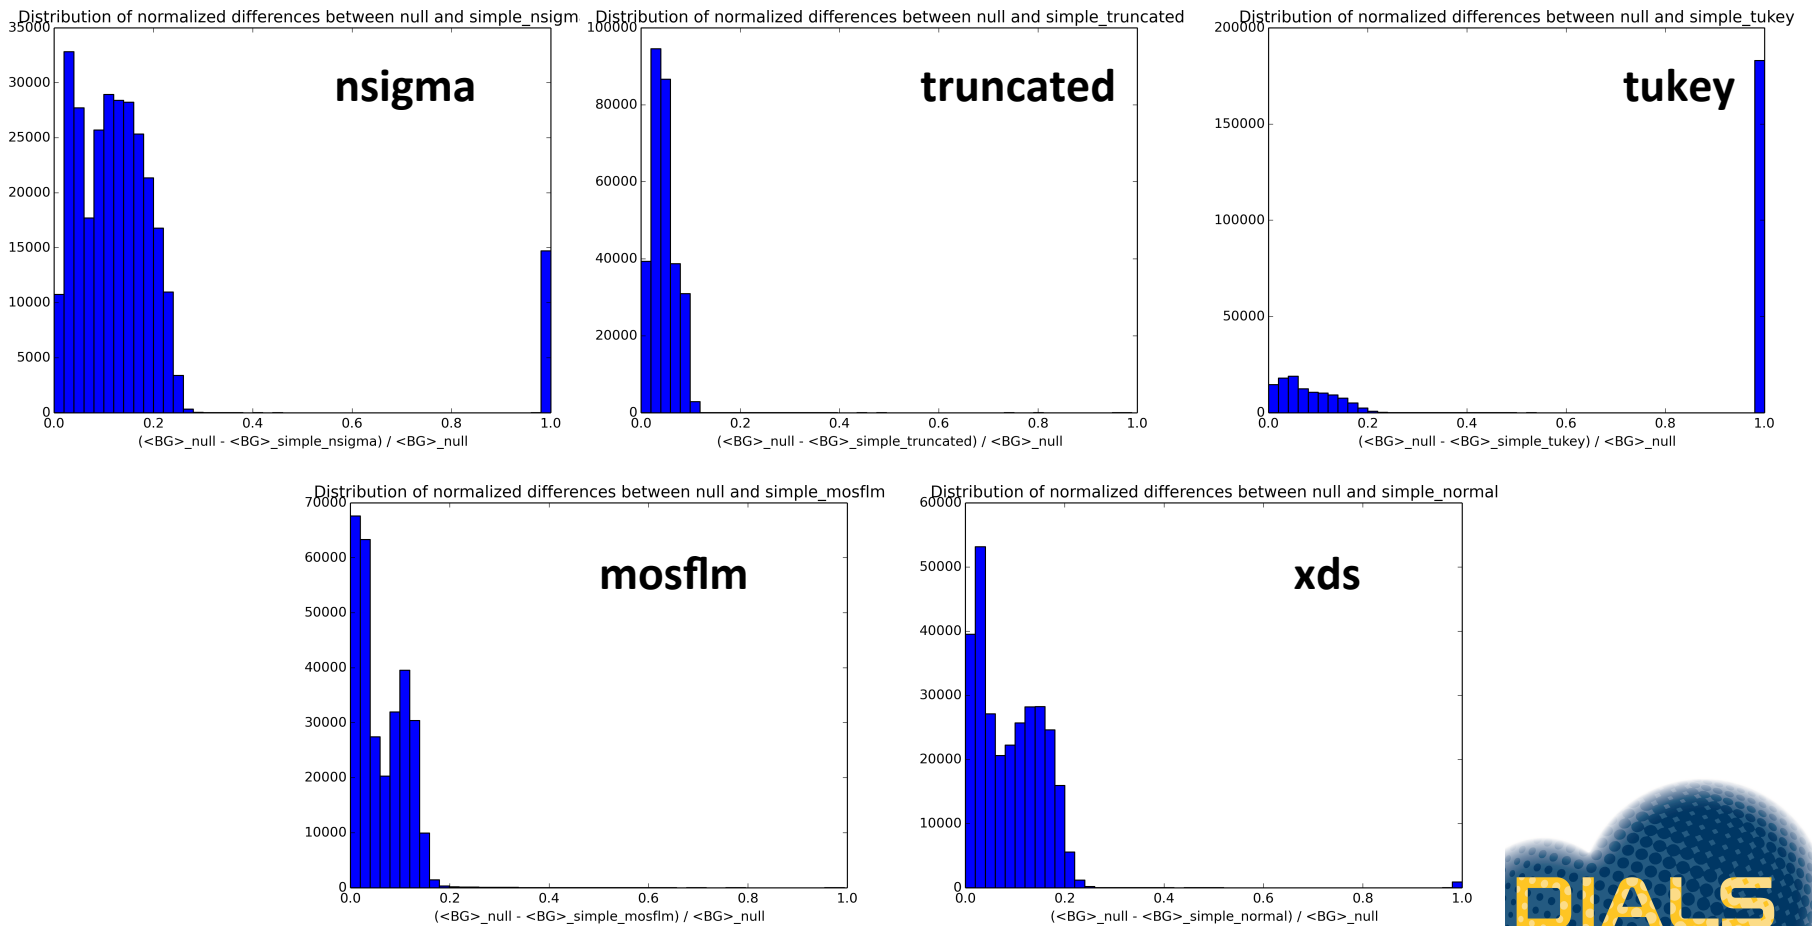 Distribution of normalized differences between null and simple_nsigm
35000
30000
25000
20000
15000
10000
5000
0
nsigma
0.0 0.2 0.4 0.6 0.8 1.0
(<BG>_null - <BG>_simple_nsigma) / <BG>_null
Distribution of normalized differences between null and simple_truncated
100000
80000
60000
40000
20000
0
truncated
0.0 0.2 0.4 0.6 0.8 1.0
(<BG>_null - <BG>_simple_truncated) / <BG>_null
Distribution of normalized differences between null and simple_tukey
200000
150000
100000
50000
0
tukey
0.0 0.2 0.4 0.6 0.8 1.0
(<BG>_null - <BG>_simple_tukey) / <BG>_null
Distribution of normalized differences between null and simple_mosflm
70000
60000
50000
40000
30000
20000
10000
0
mosflm
0.0 0.2 0.4 0.6 0.8 1.0
(<BG>_null - <BG>_simple_mosflm) / <BG>_null
Distribution of normalized differences between null and simple_normal
60000
50000
40000
30000
20000
10000
0
xds
0.0 0.2 0.4 0.6 0.8 1.0
(<BG>_null - <BG>_simple_normal) / <BG>_null
DIALS